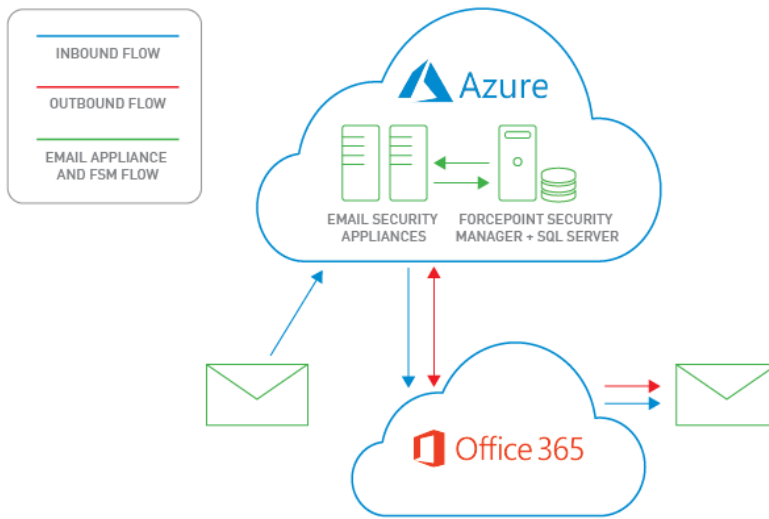 INBOUND FLOW
OUTBOUND FLOW
EMAIL APPLIANCE
AND FSM FLOW
Azure
EMAIL SECURITY
APPLIANCES
FORCEPOINT SECURITY
MANAGER + SQL SERVER
Office 365